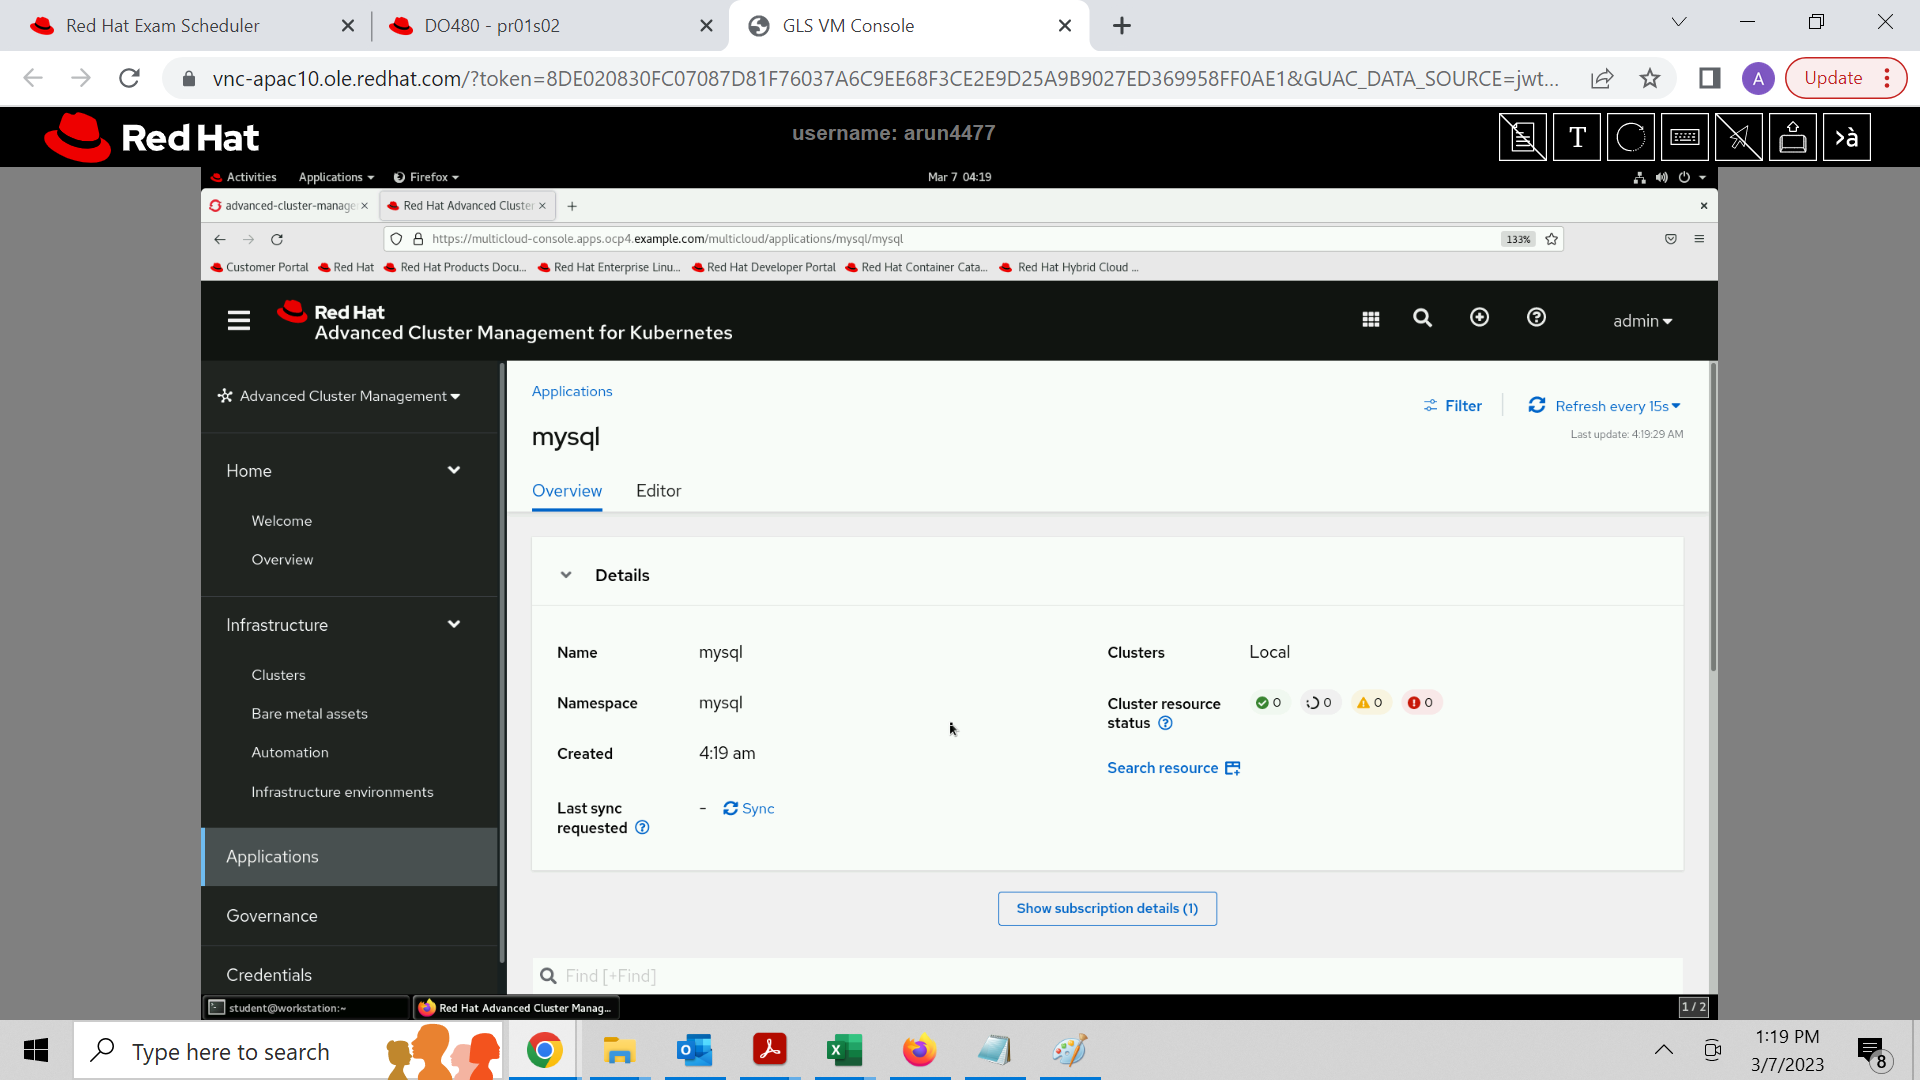 Red Hat Exam Scheduler
DO480 - pr01s02
GLS VM Console
vnc-apac10.ole.redhat.com/?token=8DE020830FC07087D81F76037A6C9EE68F3CE2E9D25A9B9027ED369958FF0AE1&GUAC_DATA_SOURCE=jwt...
A
Update
Red Hat
username: arun4477
T
>à
Activities
Applications
Firefox
Mar 7 04:19
advanced-cluster-manage
Red Hat Advanced Cluster
https://multicloud-console.apps.ocp4.example.com/multicloud/applications/mysql/mysql
133%
Customer Portal
Red Hat
Red Hat Products Docu...
Red Hat Enterprise Linu...
Red Hat Developer Portal
Red Hat Container Cata...
Red Hat Hybrid Cloud ...
Red Hat
Advanced Cluster Management for Kubernetes
admin
Advanced Cluster Management
Home
Welcome
Overview
Infrastructure
Clusters
Bare metal assets
Automation
Infrastructure environments
Applications
Governance
Credentials
Applications
Filter
Refresh every 15s
Last update: 4:19:29 AM
mysql
Overview
Editor
Details
Name
mysql
Namespace
mysql
Created
4:19 am
Last sync
requested
-
Sync
Clusters
Local
Cluster resource
status
0
0
0
0
Search resource
Show subscription details (1)
Find [+Find]
student@workstation:~
Red Hat Advanced Cluster Manag...
1 / 2
Type here to search
1:19 PM
3/7/2023
8